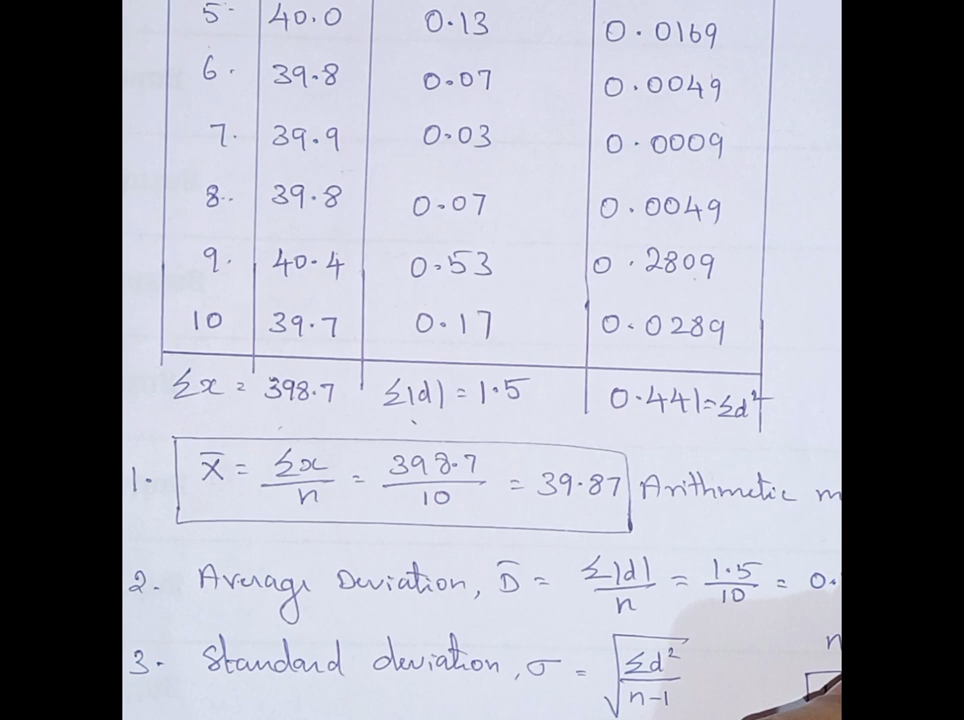 5. 40.0 0.13 0.0169
6. 39.8 0.07 0.0049
7. 39.9 0.03 0.0009
8.. 39.8 0.07 0.0049
9. 40.4 0.53 0.2809
10 39.7 0.17 0.0289
Σx = 398.7 Σ|d| = 1.5 0.441=Σd²
1. x̄ = Σx/n = 398.7/10 = 39.87 Arithmetic m
2. Average Deviation, D̄ = Σ|d|/n = 1.5/10 = 0.
3. Standard deviation, σ = √(Σd²/(n-1)) n